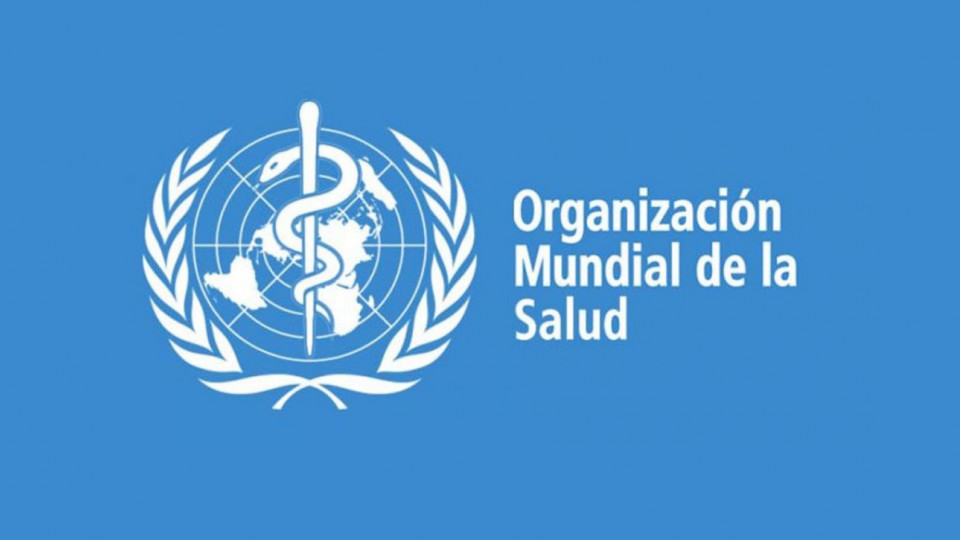 Organización
Mundial de la
Salud